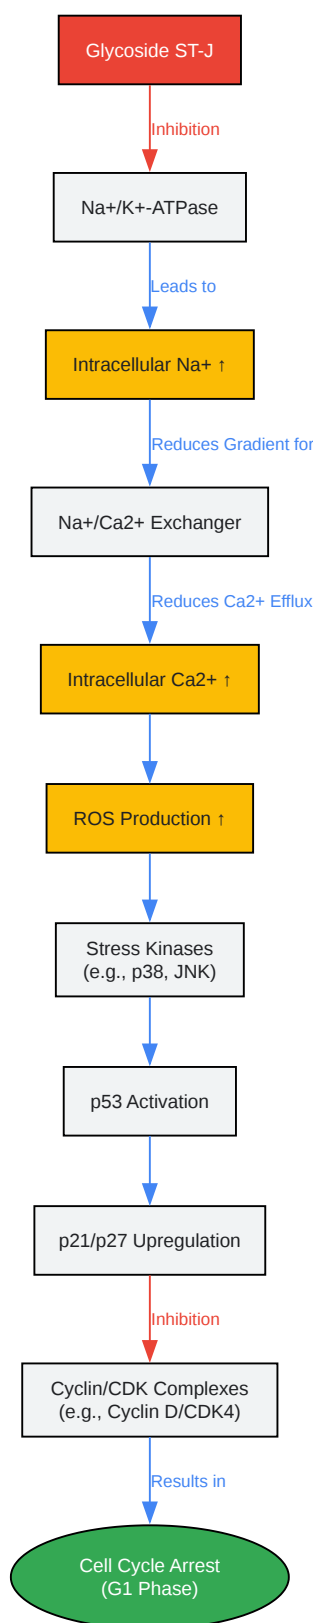 Glycoside ST-J
Inhibition
Na+/K+-ATPase
Leads to
Intracellular Na+ ↑
Reduces Gradient for
Na+/Ca2+ Exchanger
Reduces Ca2+ Efflux
Intracellular Ca2+ ↑
ROS Production ↑
Stress Kinases
(e.g., p38, JNK)
p53 Activation
p21/p27 Upregulation
Inhibition
Cyclin/CDK Complexes
(e.g., Cyclin D/CDK4)
Results in
Cell Cycle Arrest
(G1 Phase)